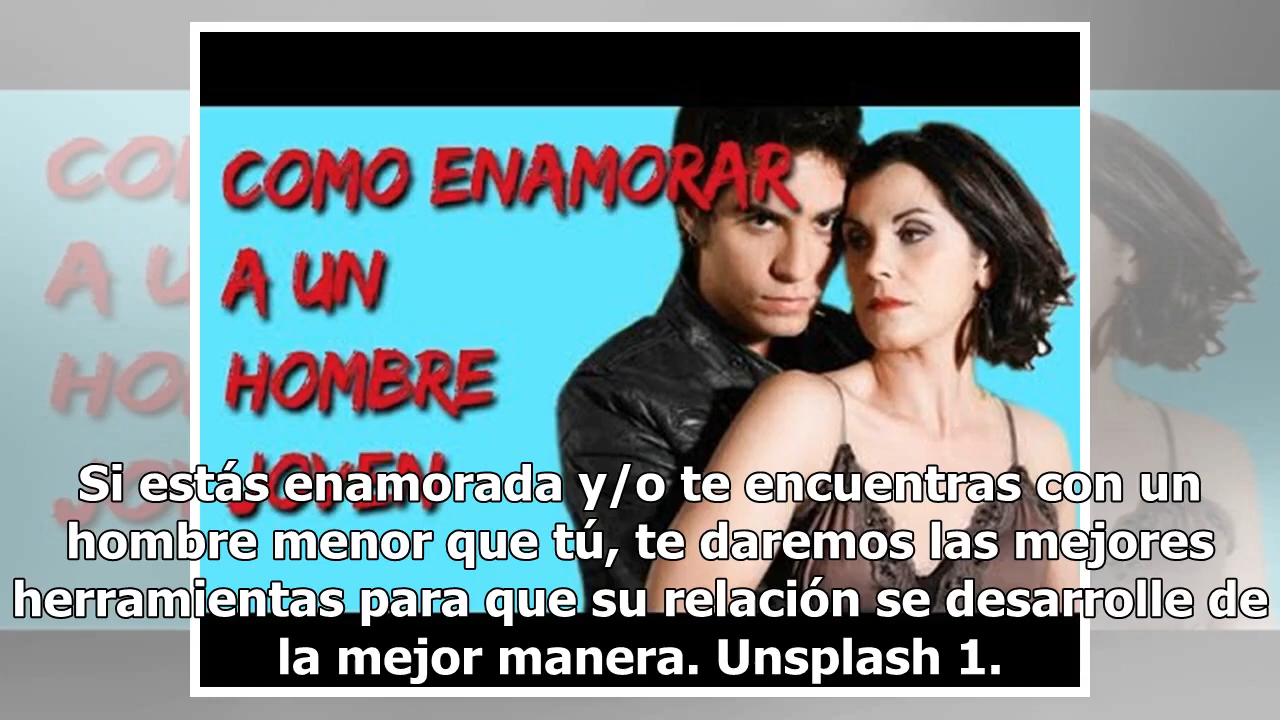 COMO ENAMORAR
A UN
HOMBRE
JOVEN
Si estás enamorada y/o te encuentras con un
hombre menor que tú, te daremos las mejores
herramientas para que su relación se desarrolle de
la mejor manera. Unsplash 1.